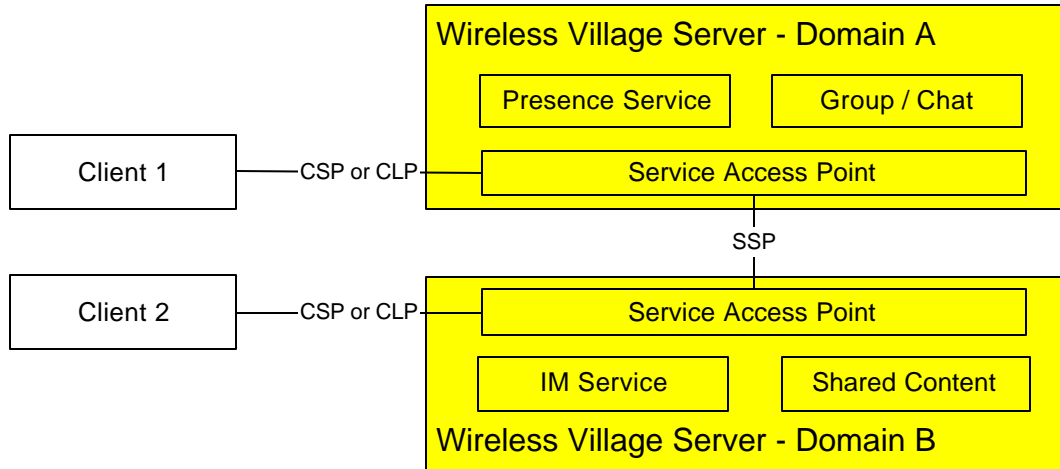 Wireless Village Server - Domain A
Presence Service
Group / Chat
Client 1
CSP or CLP
Service Access Point
SSP
Client 2
CSP or CLP
Service Access Point
IM Service
Shared Content
Wireless Village Server - Domain B